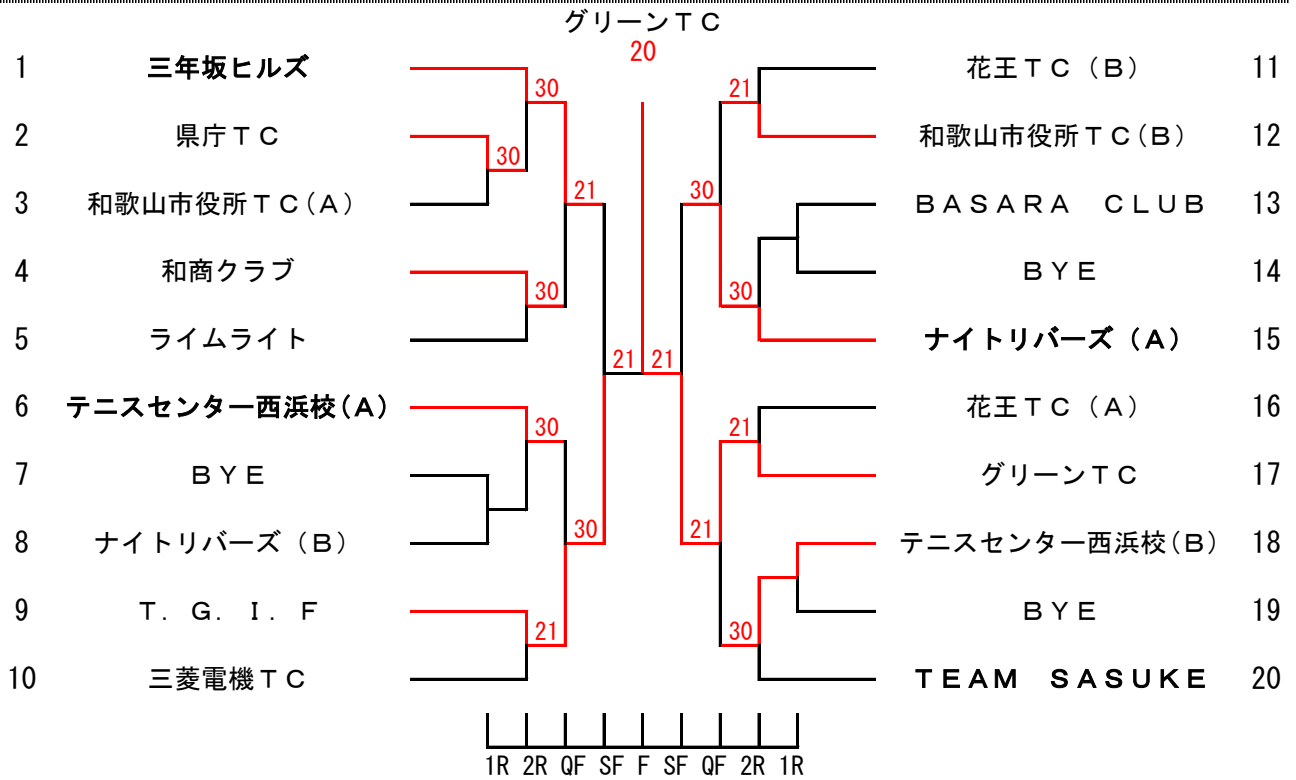 グリーンＴＣ
20
1 三年坂ヒルズ 30 21 花王ＴＣ（Ｂ） 11
2 県庁ＴＣ 30 和歌山市役所ＴＣ(Ｂ) 12
3 和歌山市役所ＴＣ(Ａ) 21 30 ＢＡＳＡＲＡ　ＣＬＵＢ 13
4 和商クラブ 30 30 ＢＹＥ 14
5 ライムライト 21 21 ナイトリバーズ（Ａ） 15
6 テニスセンター西浜校(Ａ) 30 21 花王ＴＣ（Ａ） 16
7 ＢＹＥ グリーンＴＣ 17
8 ナイトリバーズ（Ｂ） 30 21 テニスセンター西浜校(Ｂ) 18
9 Ｔ．Ｇ．Ｉ．Ｆ 21 30 ＢＹＥ 19
10 三菱電機ＴＣ ＴＥＡＭ　ＳＡＳＵＫＥ 20
1R 2R QF SF F SF QF 2R 1R